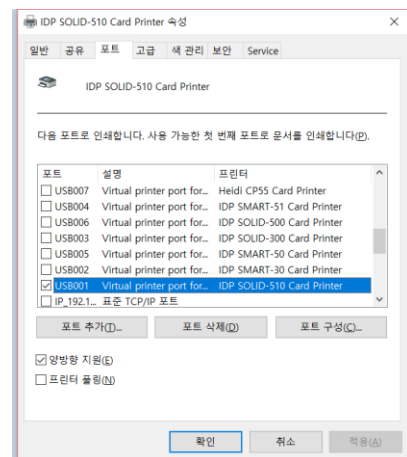 IDP SOLID-510 Card Printer 속성
일반 공유 포트 고급 색 관리 보안 Service
IDP SOLID-510 Card Printer
다음 포트로 인쇄합니다. 사용 가능한 첫 번째 포트로 문서를 인쇄합니다(P).
포트 설명 프린터
USB007 Virtual printer port for... Heidi CP55 Card Printer
USB004 Virtual printer port for... IDP SMART-51 Card Printer
USB006 Virtual printer port for... IDP SOLID-500 Card Printer
USB003 Virtual printer port for... IDP SOLID-300 Card Printer
USB005 Virtual printer port for... IDP SMART-50 Card Printer
USB002 Virtual printer port for... IDP SMART-30 Card Printer
USB001 Virtual printer port for... IDP SOLID-510 Card Printer
IP_192.1... 표준 TCP/IP 포트
포트 추가(T)... 포트 삭제(D) 포트 구성(C)...
양방향 지원(E)
프린터 풀링(N)
확인 취소 적용(A)